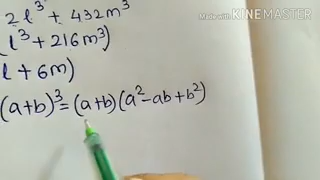 Made with KINEMASTER
2l³ + 432m³
(l³ + 216m³)
l + 6m)
(a+b)³ = (a+b)(a²-ab+b²)